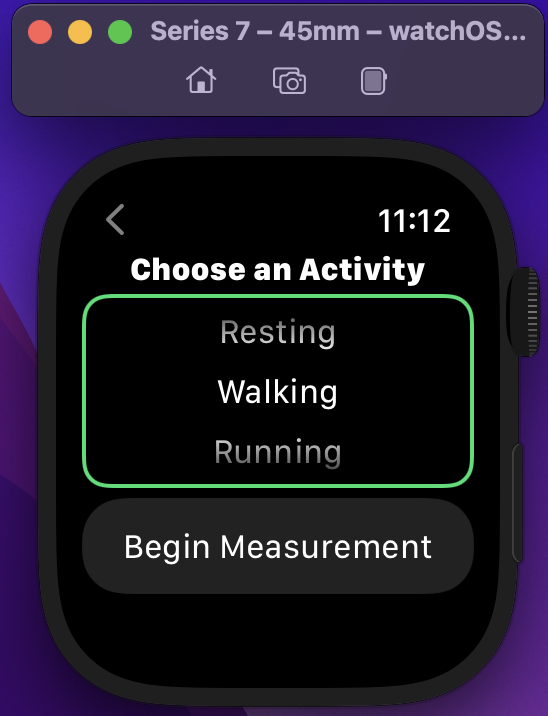 Series 7 – 45mm – watchOS...
11:12
Choose an Activity
Resting
Walking
Running
Begin Measurement